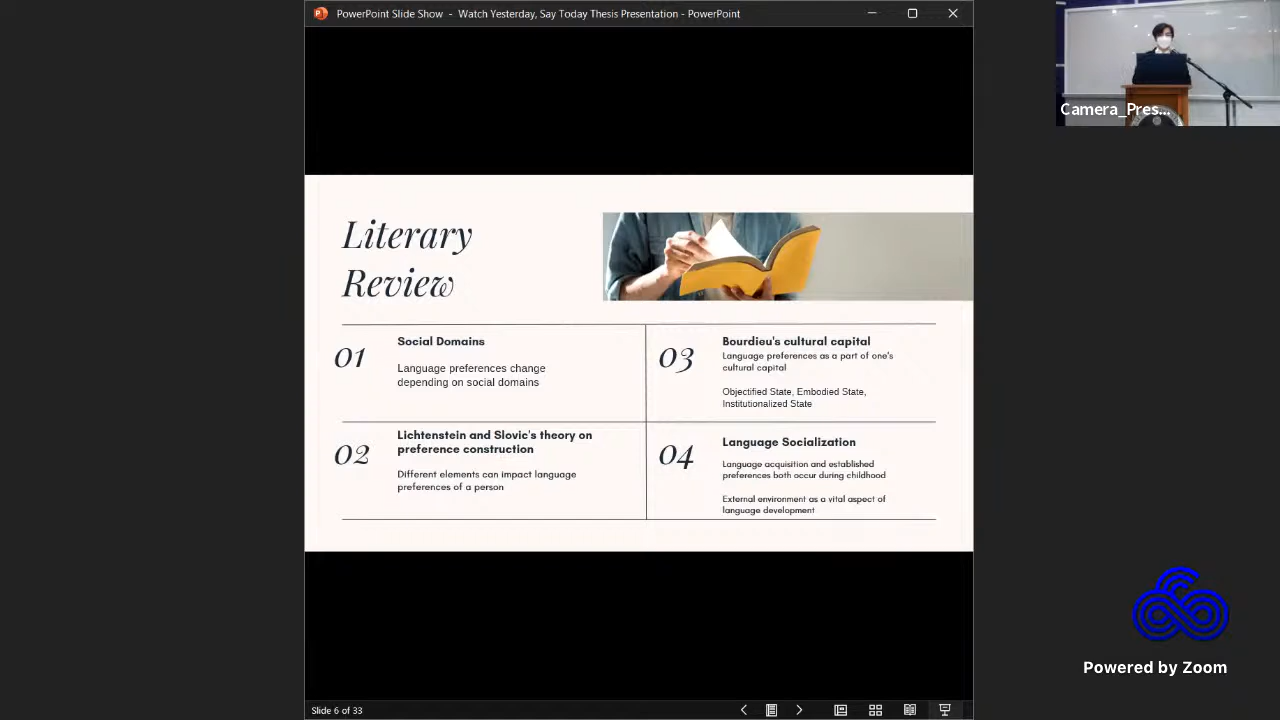 PowerPoint Slide Show - Watch Yesterday, Say Today Thesis Presentation - PowerPoint
Camera_Pres...
Literary
Review
01
Social Domains
Language preferences change
depending on social domains
02
Lichtenstein and Slovic's theory on
preference construction
Different elements can impact language
preferences of a person
03
Bourdieu's cultural capital
Language preferences as a part of one's
cultural capital
Objectified State, Embodied State,
Institutionalized State
04
Language Socialization
Language acquisition and established
preferences both occur during childhood
External environment as a vital aspect of
language development
Powered by Zoom
Slide 6 of 33